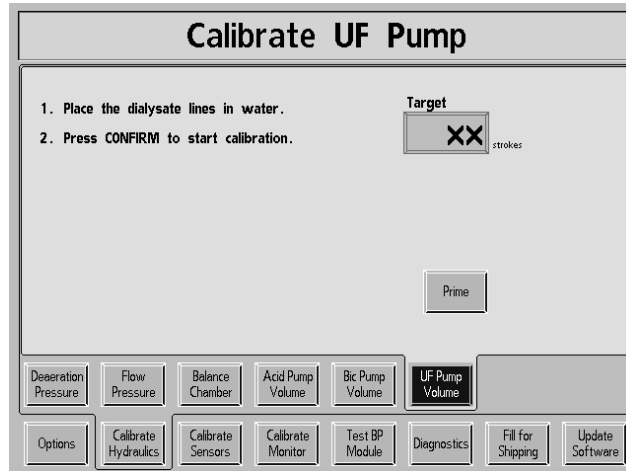 Calibrate UF Pump
1. Place the dialysate lines in water.
2. Press CONFIRM to start calibration.
Target
XX strokes
Prime
Deaeration
Pressure
Flow
Pressure
Balance
Chamber
Acid Pump
Volume
Bic Pump
Volume
UF Pump
Volume
Options
Calibrate
Hydraulics
Calibrate
Sensors
Calibrate
Monitor
Test BP
Module
Diagnostics
Fill for
Shipping
Update
Software